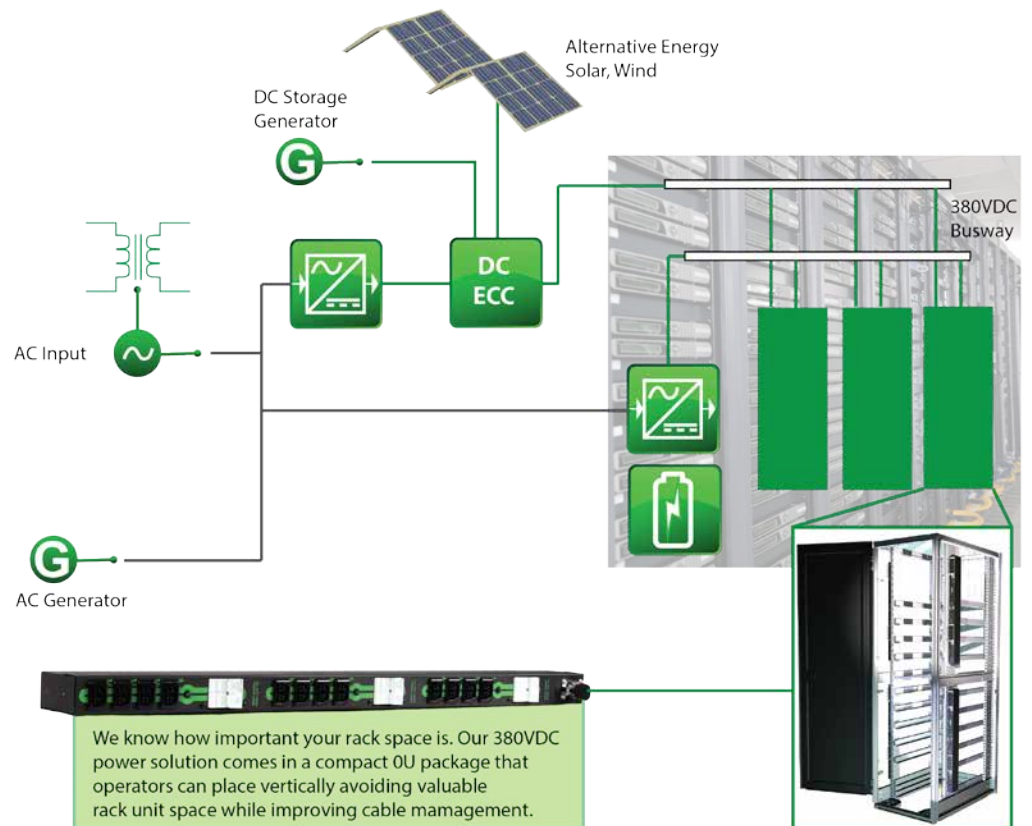 Alternative Energy
Solar, Wind
DC Storage
Generator
G
380VDC
Busway
DC
ECC
AC Input
G
AC Generator
We know how important your rack space is. Our 380VDC
power solution comes in a compact 0U package that
operators can place vertically avoiding valuable
rack unit space while improving cable mamagement.